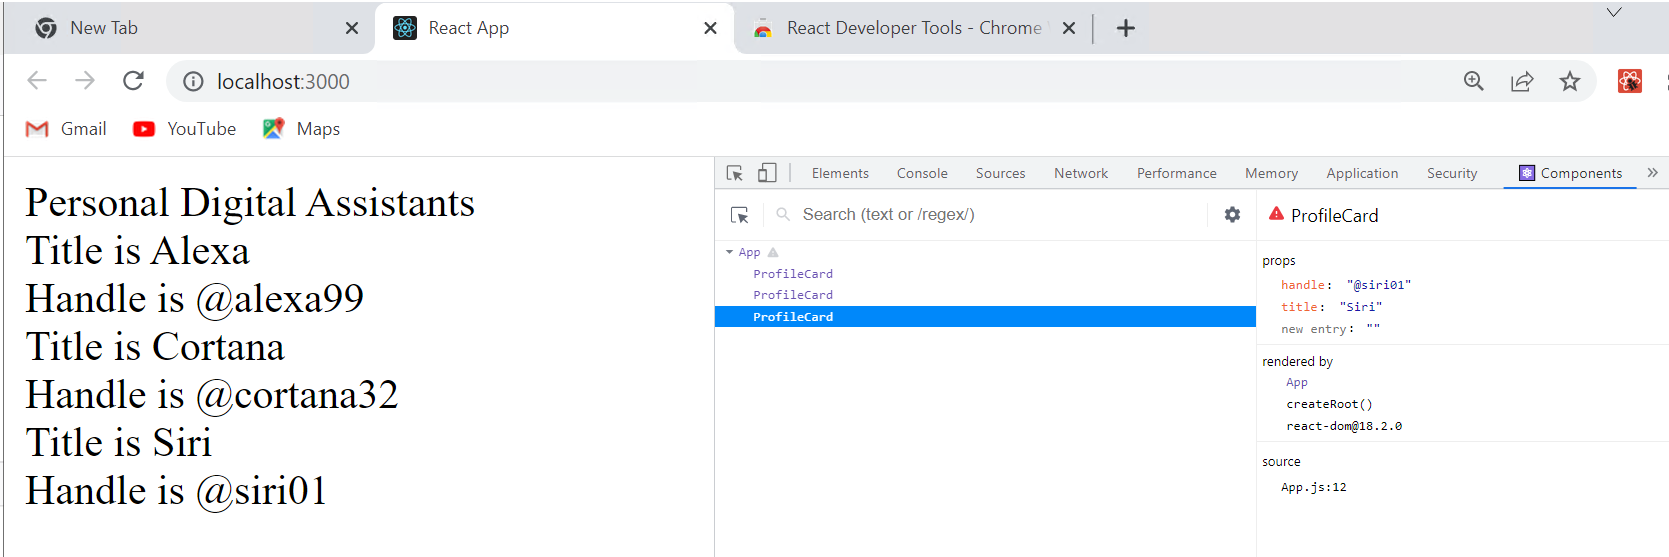 New Tab
React App
React Developer Tools - Chrome
localhost:3000
Gmail
YouTube
Maps
Elements
Console
Sources
Network
Performance
Memory
Application
Security
Components
Search (text or /regex/)
ProfileCard
Personal Digital Assistants
Title is Alexa
Handle is @alexa99
Title is Cortana
Handle is @cortana32
Title is Siri
Handle is @siri01
App
ProfileCard
ProfileCard
ProfileCard
props
handle: "@siri01"
title: "Siri"
new entry: ""
rendered by
App
createRoot()
react-dom@18.2.0
source
App.js:12